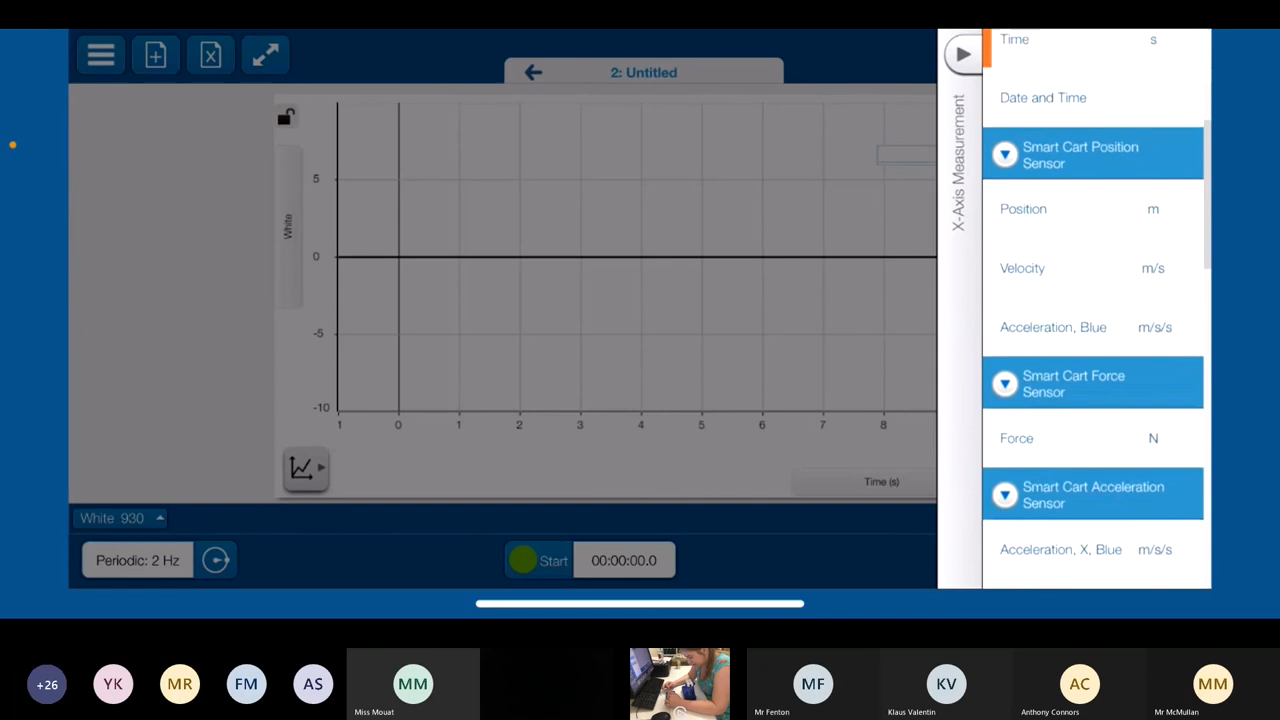 2: Untitled
White
5
0
-5
-10
1 0 1 2 3 4 5 6 7 8
Time (s)
X-Axis Measurement
Time s
Date and Time
Smart Cart Position
Sensor
Position m
Velocity m/s
Acceleration, Blue m/s/s
Smart Cart Force
Sensor
Force N
Smart Cart Acceleration
Sensor
Acceleration, X, Blue m/s/s
White 930
Periodic: 2 Hz
Start
00:00:00.0
+26
YK
MR
FM
AS
MM
Miss Mouat
MF
Mr Fenton
KV
Klaus Valentin
AC
Anthony Connors
MM
Mr McMullan